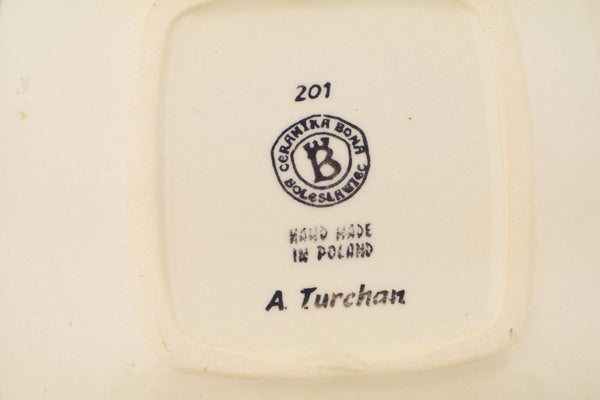 201
CERAMIKA BONA
BOLESŁAWIEC
B
HAND MADE
IN POLAND
A. Turchan